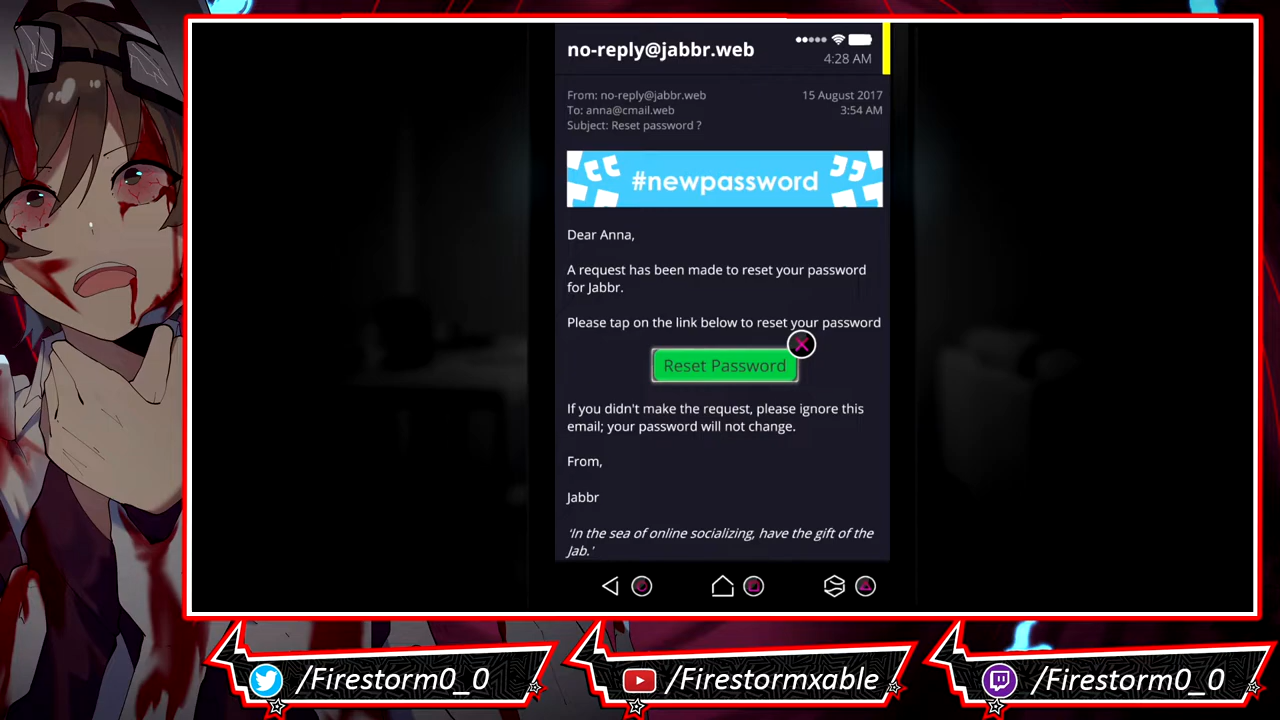 no-reply@jabbr.web
4:28 AM
From: no-reply@jabbr.web
15 August 2017
To: anna@cmail.web
3:54 AM
Subject: Reset password ?
#newpassword
Dear Anna,
A request has been made to reset your password
for Jabbr.
Please tap on the link below to reset your password
Reset Password
If you didn't make the request, please ignore this
email; your password will not change.
From,
Jabbr
'In the sea of online socializing, have the gift of the
Jab.'
/Firestorm0_0
/Firestormxable
/Firestorm0_0